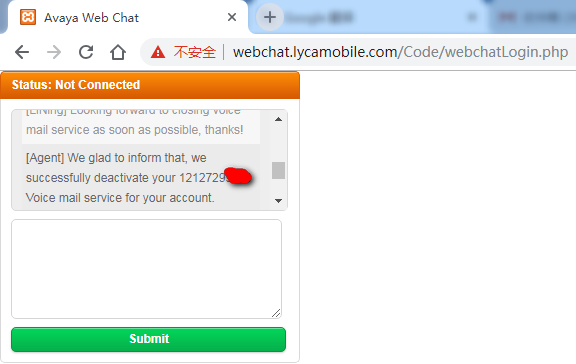 Avaya Web Chat
不安全
webchat.lycamobile.com/Code/webchatLogin.php
Status: Not Connected
[LiNing] Looking forward to closing voice
mail service as soon as possible, thanks!
[Agent] We glad to inform that, we
successfully deactivate your 1212729
Voice mail service for your account.
Submit